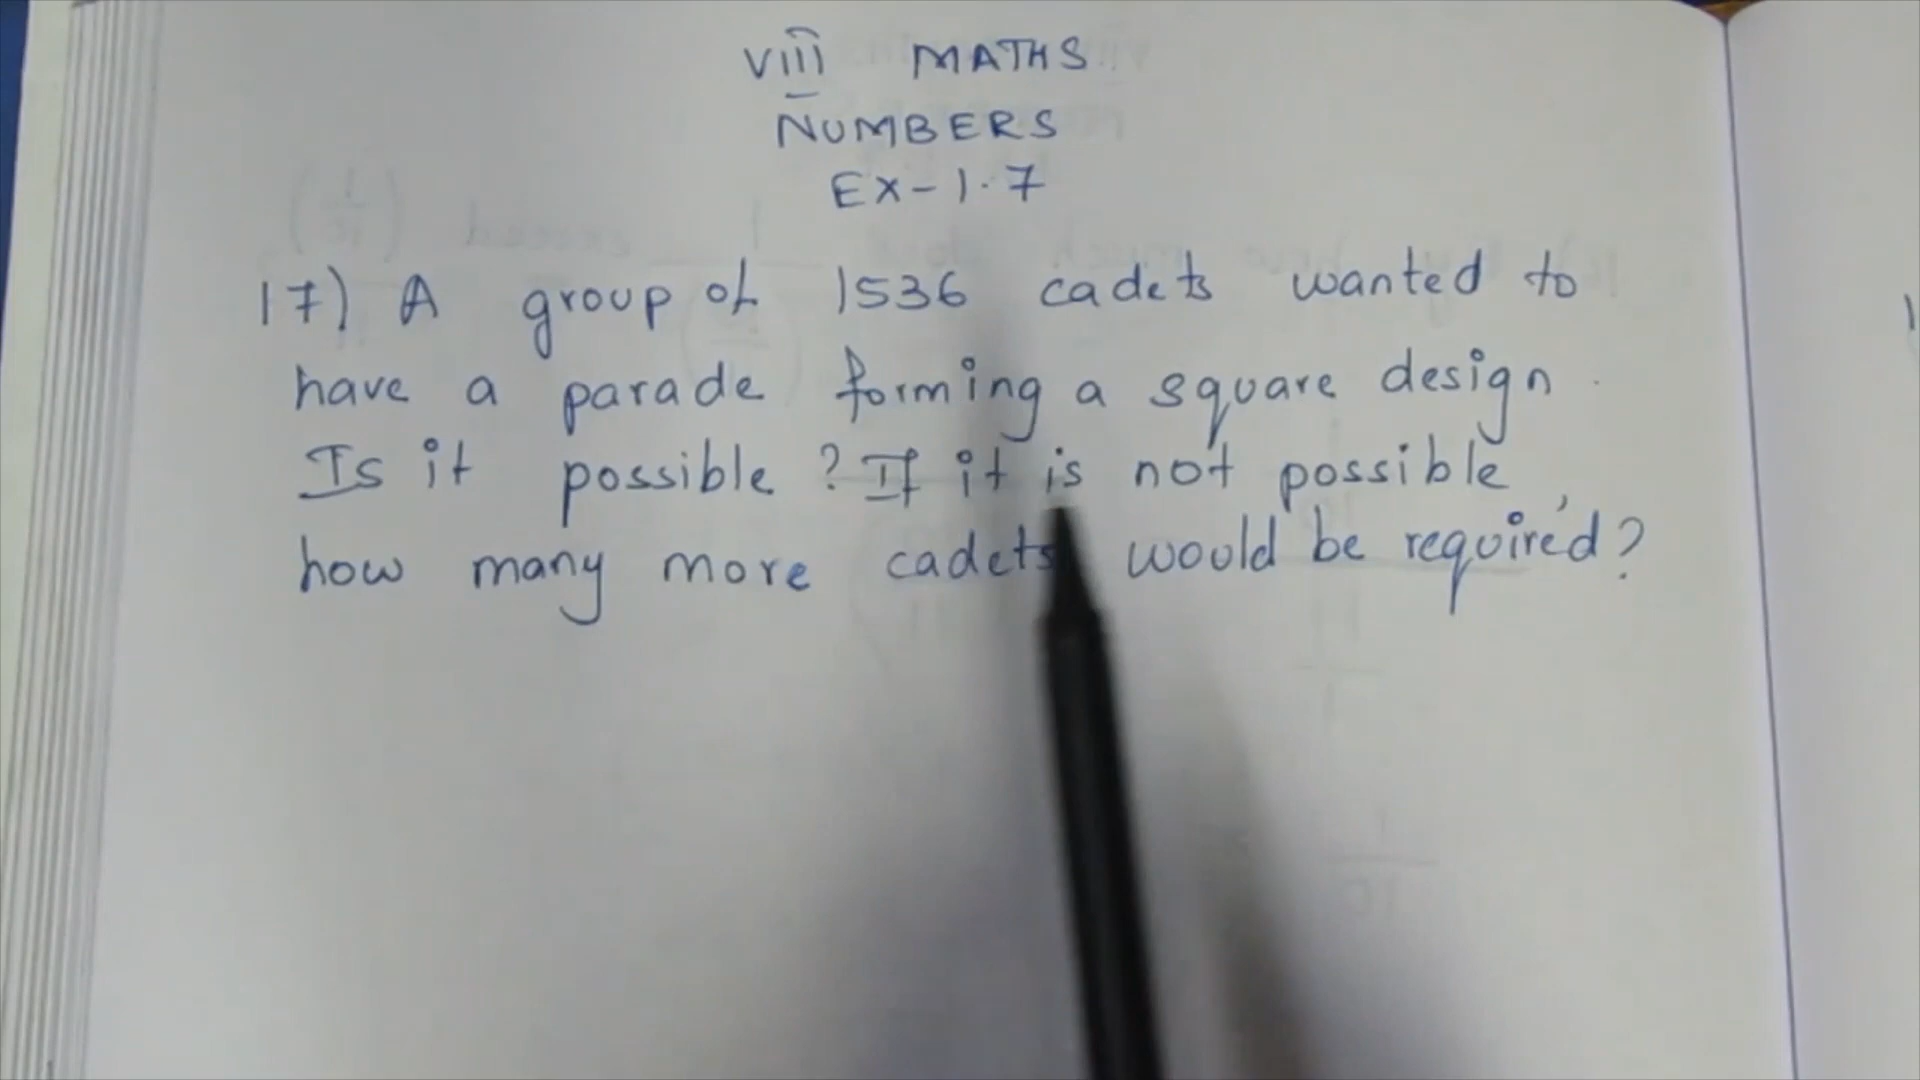 VIII MATHS
NUMBERS
Ex-1.7
17) A group of 1536 cadets wanted to
have a parade forming a square design.
Is it possible? If it is not possible,
how many more cadets would be required?